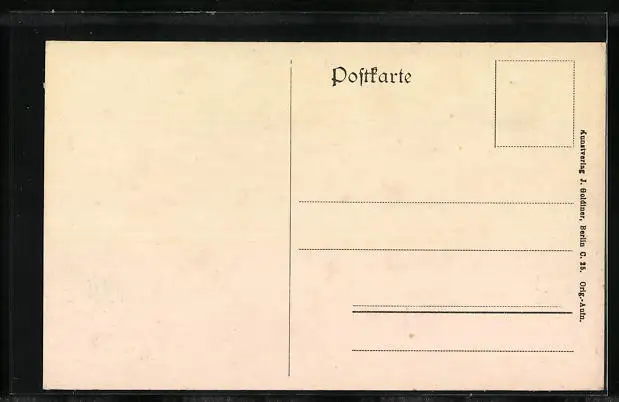 Poſtkarte
Kunstverlag J. Goldiner, Berlin C. 25. Orig.-Aufn.